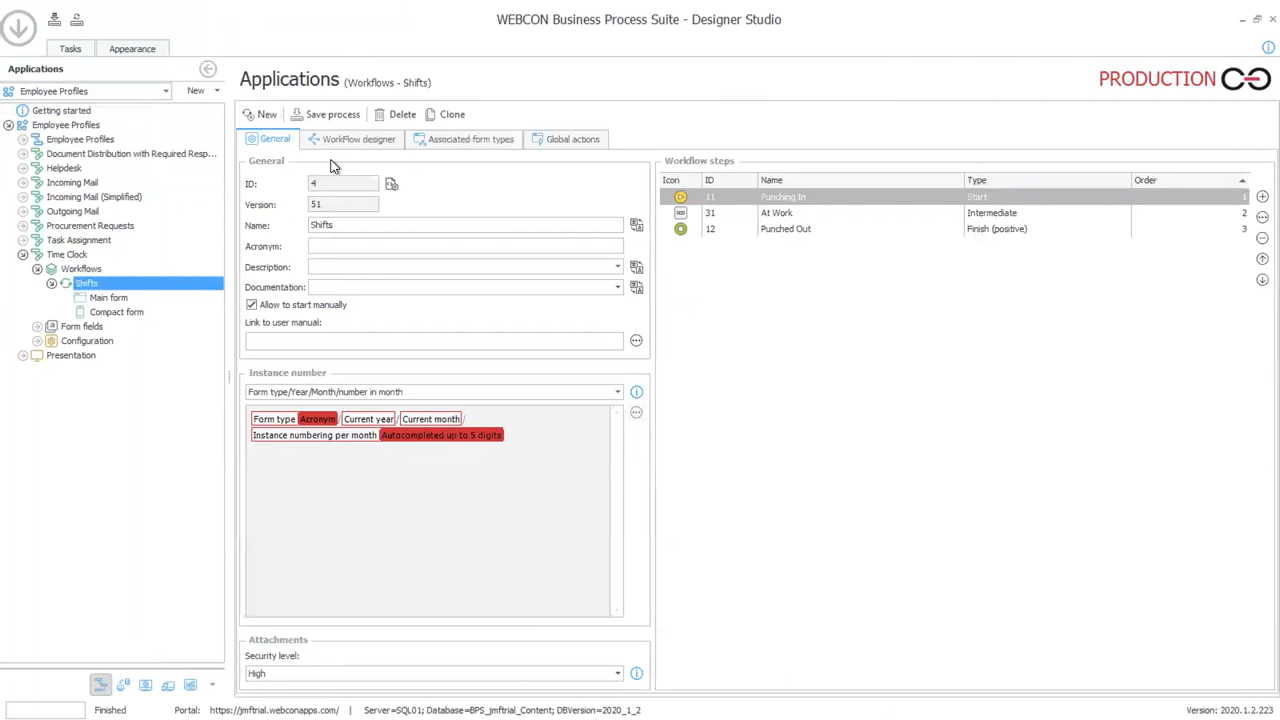 WEBCON Business Process Suite - Designer Studio
Tasks
Appearance
Applications
Employee Profiles
New
Getting started
Employee Profiles
Employee Profiles
Document Distribution with Required Resp...
Helpdesk
Incoming Mail
Incoming Mail (Simplified)
Outgoing Mail
Procurement Requests
Task Assignment
Time Clock
Workflows
Shifts
Main form
Compact form
Form fields
Configuration
Presentation
Applications (Workflows - Shifts)
PRODUCTION
New
Save process
Delete
Clone
General
WorkFlow designer
Associated form types
Global actions
General
ID: 4
Version: 51
Name: Shifts
Acronym:
Description:
Documentation:
Allow to start manually
Link to user manual:
Instance number
Form type/Year/Month/number in month
Form type Acronym / Current year / Current month /
Instance numbering per month Autocompleted up to 5 digits
Attachments
Security level:
High
Workflow steps
Icon ID Name Type Order
11 Punching In Start 1
31 At Work Intermediate 2
12 Punched Out Finish (positive) 3
Finished
Portal: https://jmftrial.webconapps.com/
Server=SQL01; Database=BPS_jmftrial_Content; DBVersion=2020_1_2
Version: 2020.1.2.223